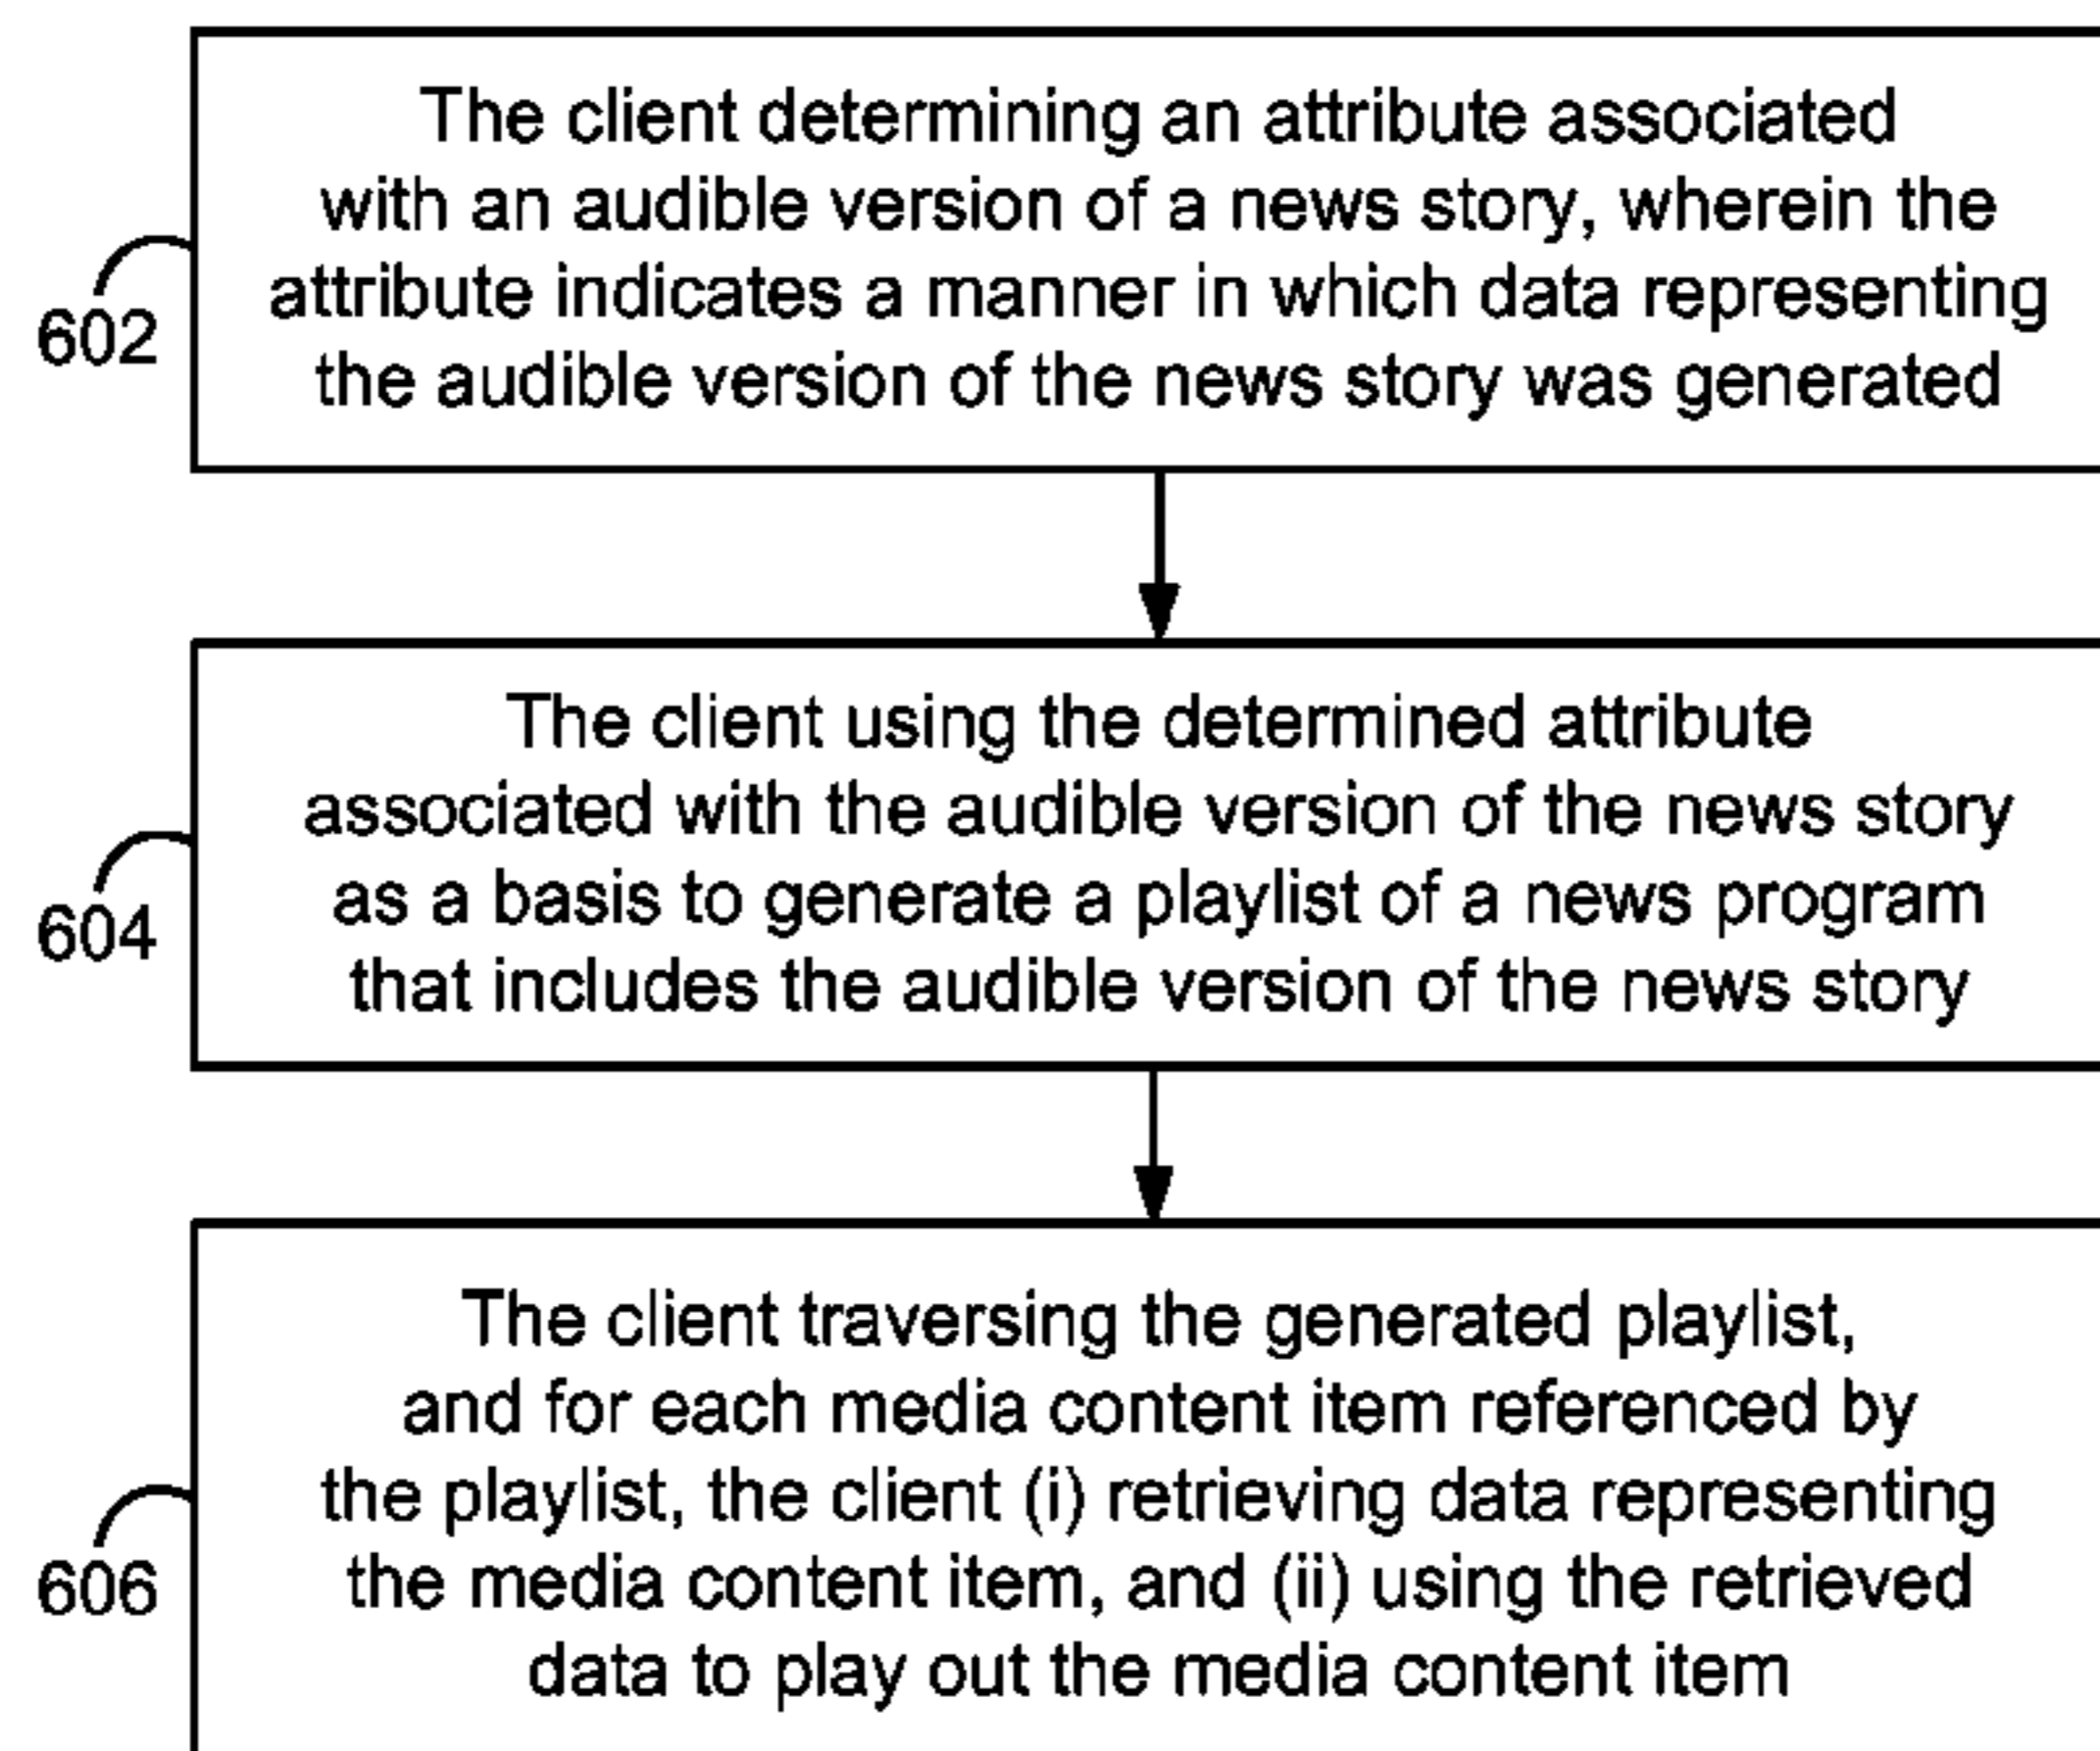 The client determining an attribute associated
with an audible version of a news story, wherein the
attribute indicates a manner in which data representing
the audible version of the news story was generated
602
The client using the determined attribute
associated with the audible version of the news story
as a basis to generate a playlist of a news program
that includes the audible version of the news story
604
The client traversing the generated playlist,
and for each media content item referenced by
the playlist, the client (i) retrieving data representing
the media content item, and (ii) using the retrieved
data to play out the media content item
606